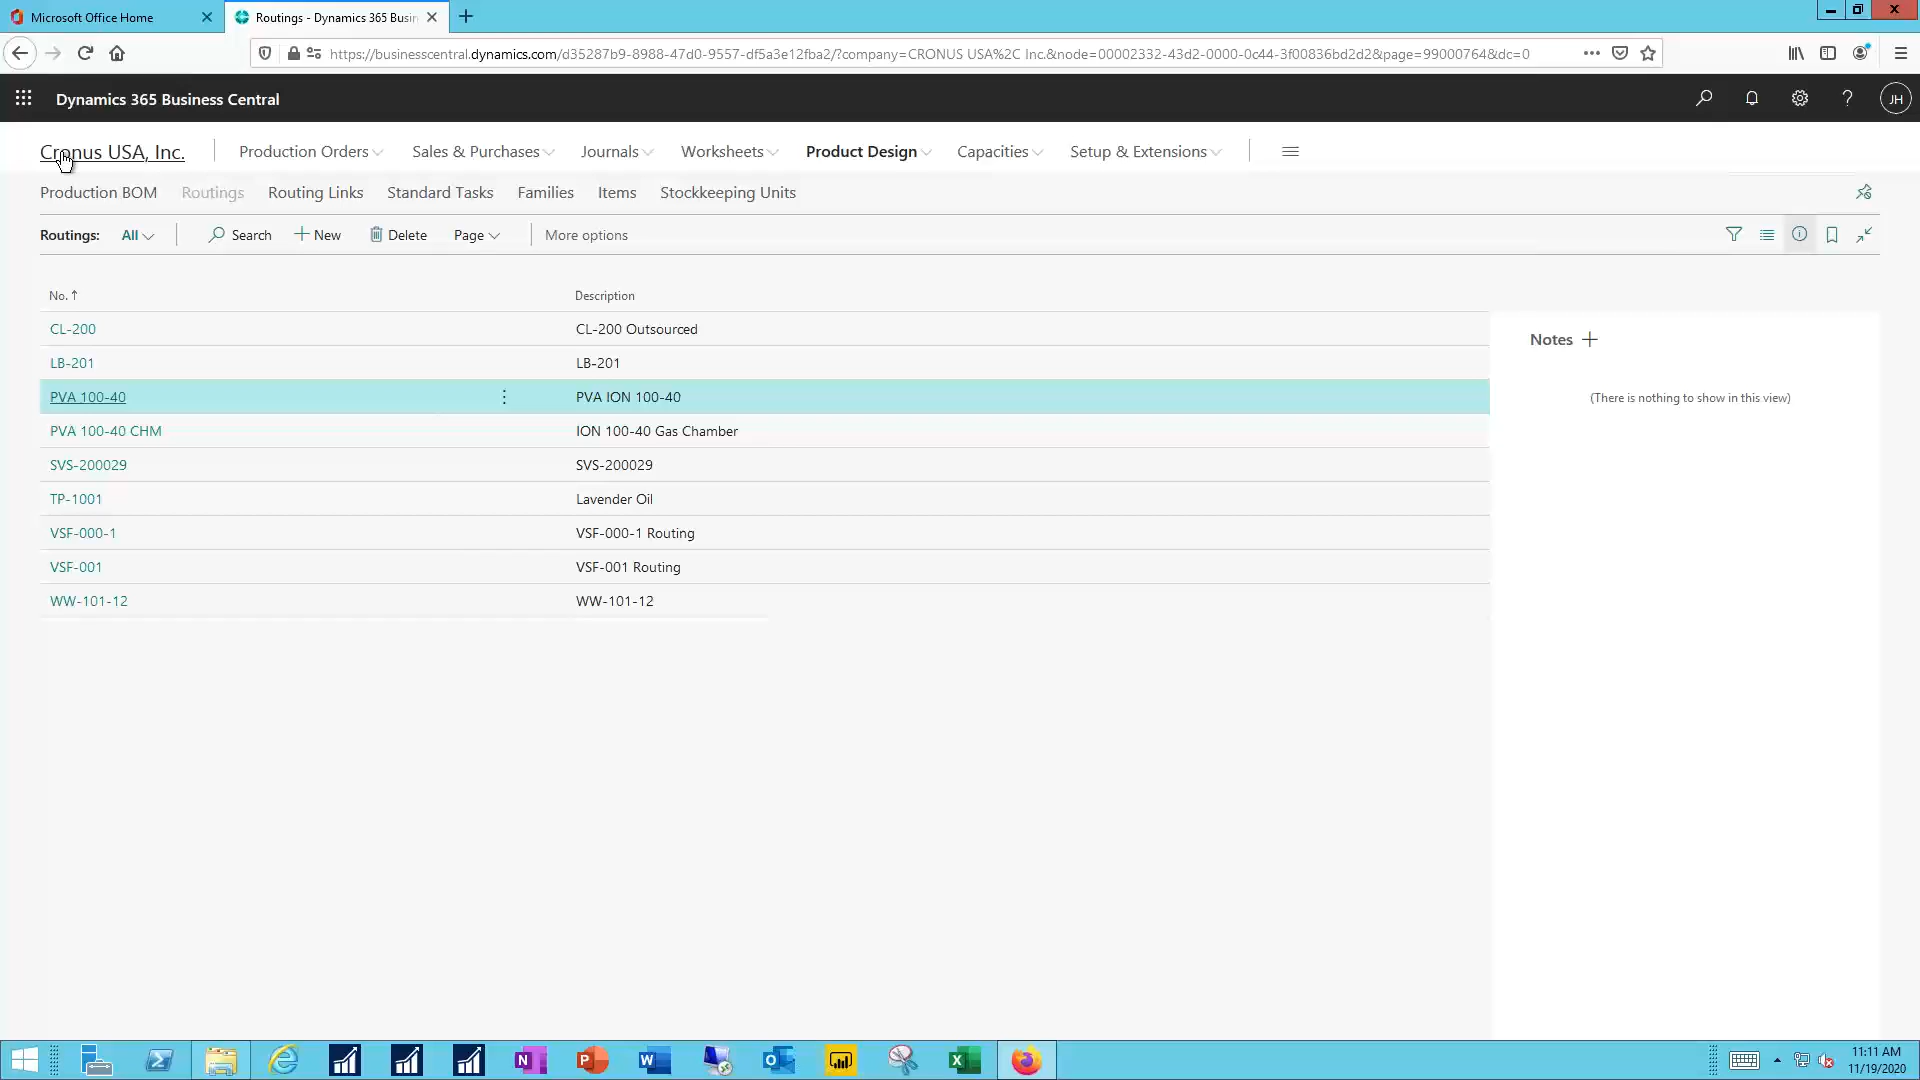 Microsoft Office Home
Routings - Dynamics 365 Busin
https://businesscentral.dynamics.com/d35287b9-8988-47d0-9557-df5a3e12fba2/?company=CRONUS USA%2C Inc.&node=00002332-43d2-0000-0c44-3f00836bd2d2&page=99000764&dc=0
Dynamics 365 Business Central
JH
Cronus USA, Inc.
Production Orders
Sales & Purchases
Journals
Worksheets
Product Design
Capacities
Setup & Extensions
Production BOM
Routings
Routing Links
Standard Tasks
Families
Items
Stockkeeping Units
Routings:
All
Search
New
Delete
Page
More options
No. ↑
Description
CL-200
CL-200 Outsourced
LB-201
LB-201
PVA 100-40
PVA ION 100-40
PVA 100-40 CHM
ION 100-40 Gas Chamber
SVS-200029
SVS-200029
TP-1001
Lavender Oil
VSF-000-1
VSF-000-1 Routing
VSF-001
VSF-001 Routing
WW-101-12
WW-101-12
Notes
(There is nothing to show in this view)
11:11 AM
11/19/2020